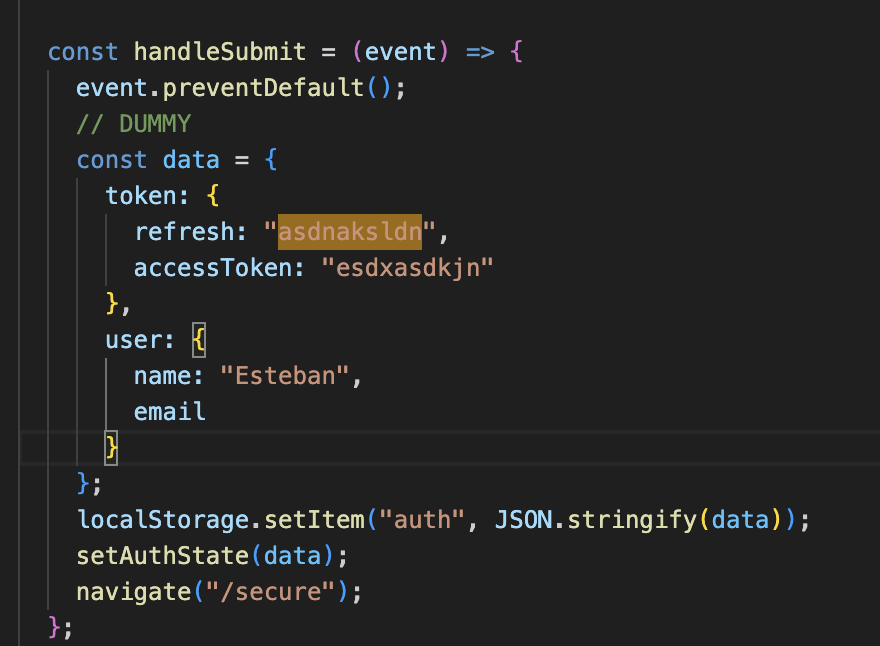 const handleSubmit = (event) => {
event.preventDefault();
// DUMMY
const data = {
token: {
refresh: "asdnaksldn",
accessToken: "esdxasdkjn"
},
user: {
name: "Esteban",
email
}
};
localStorage.setItem("auth", JSON.stringify(data));
setAuthState(data);
navigate("/secure");
};